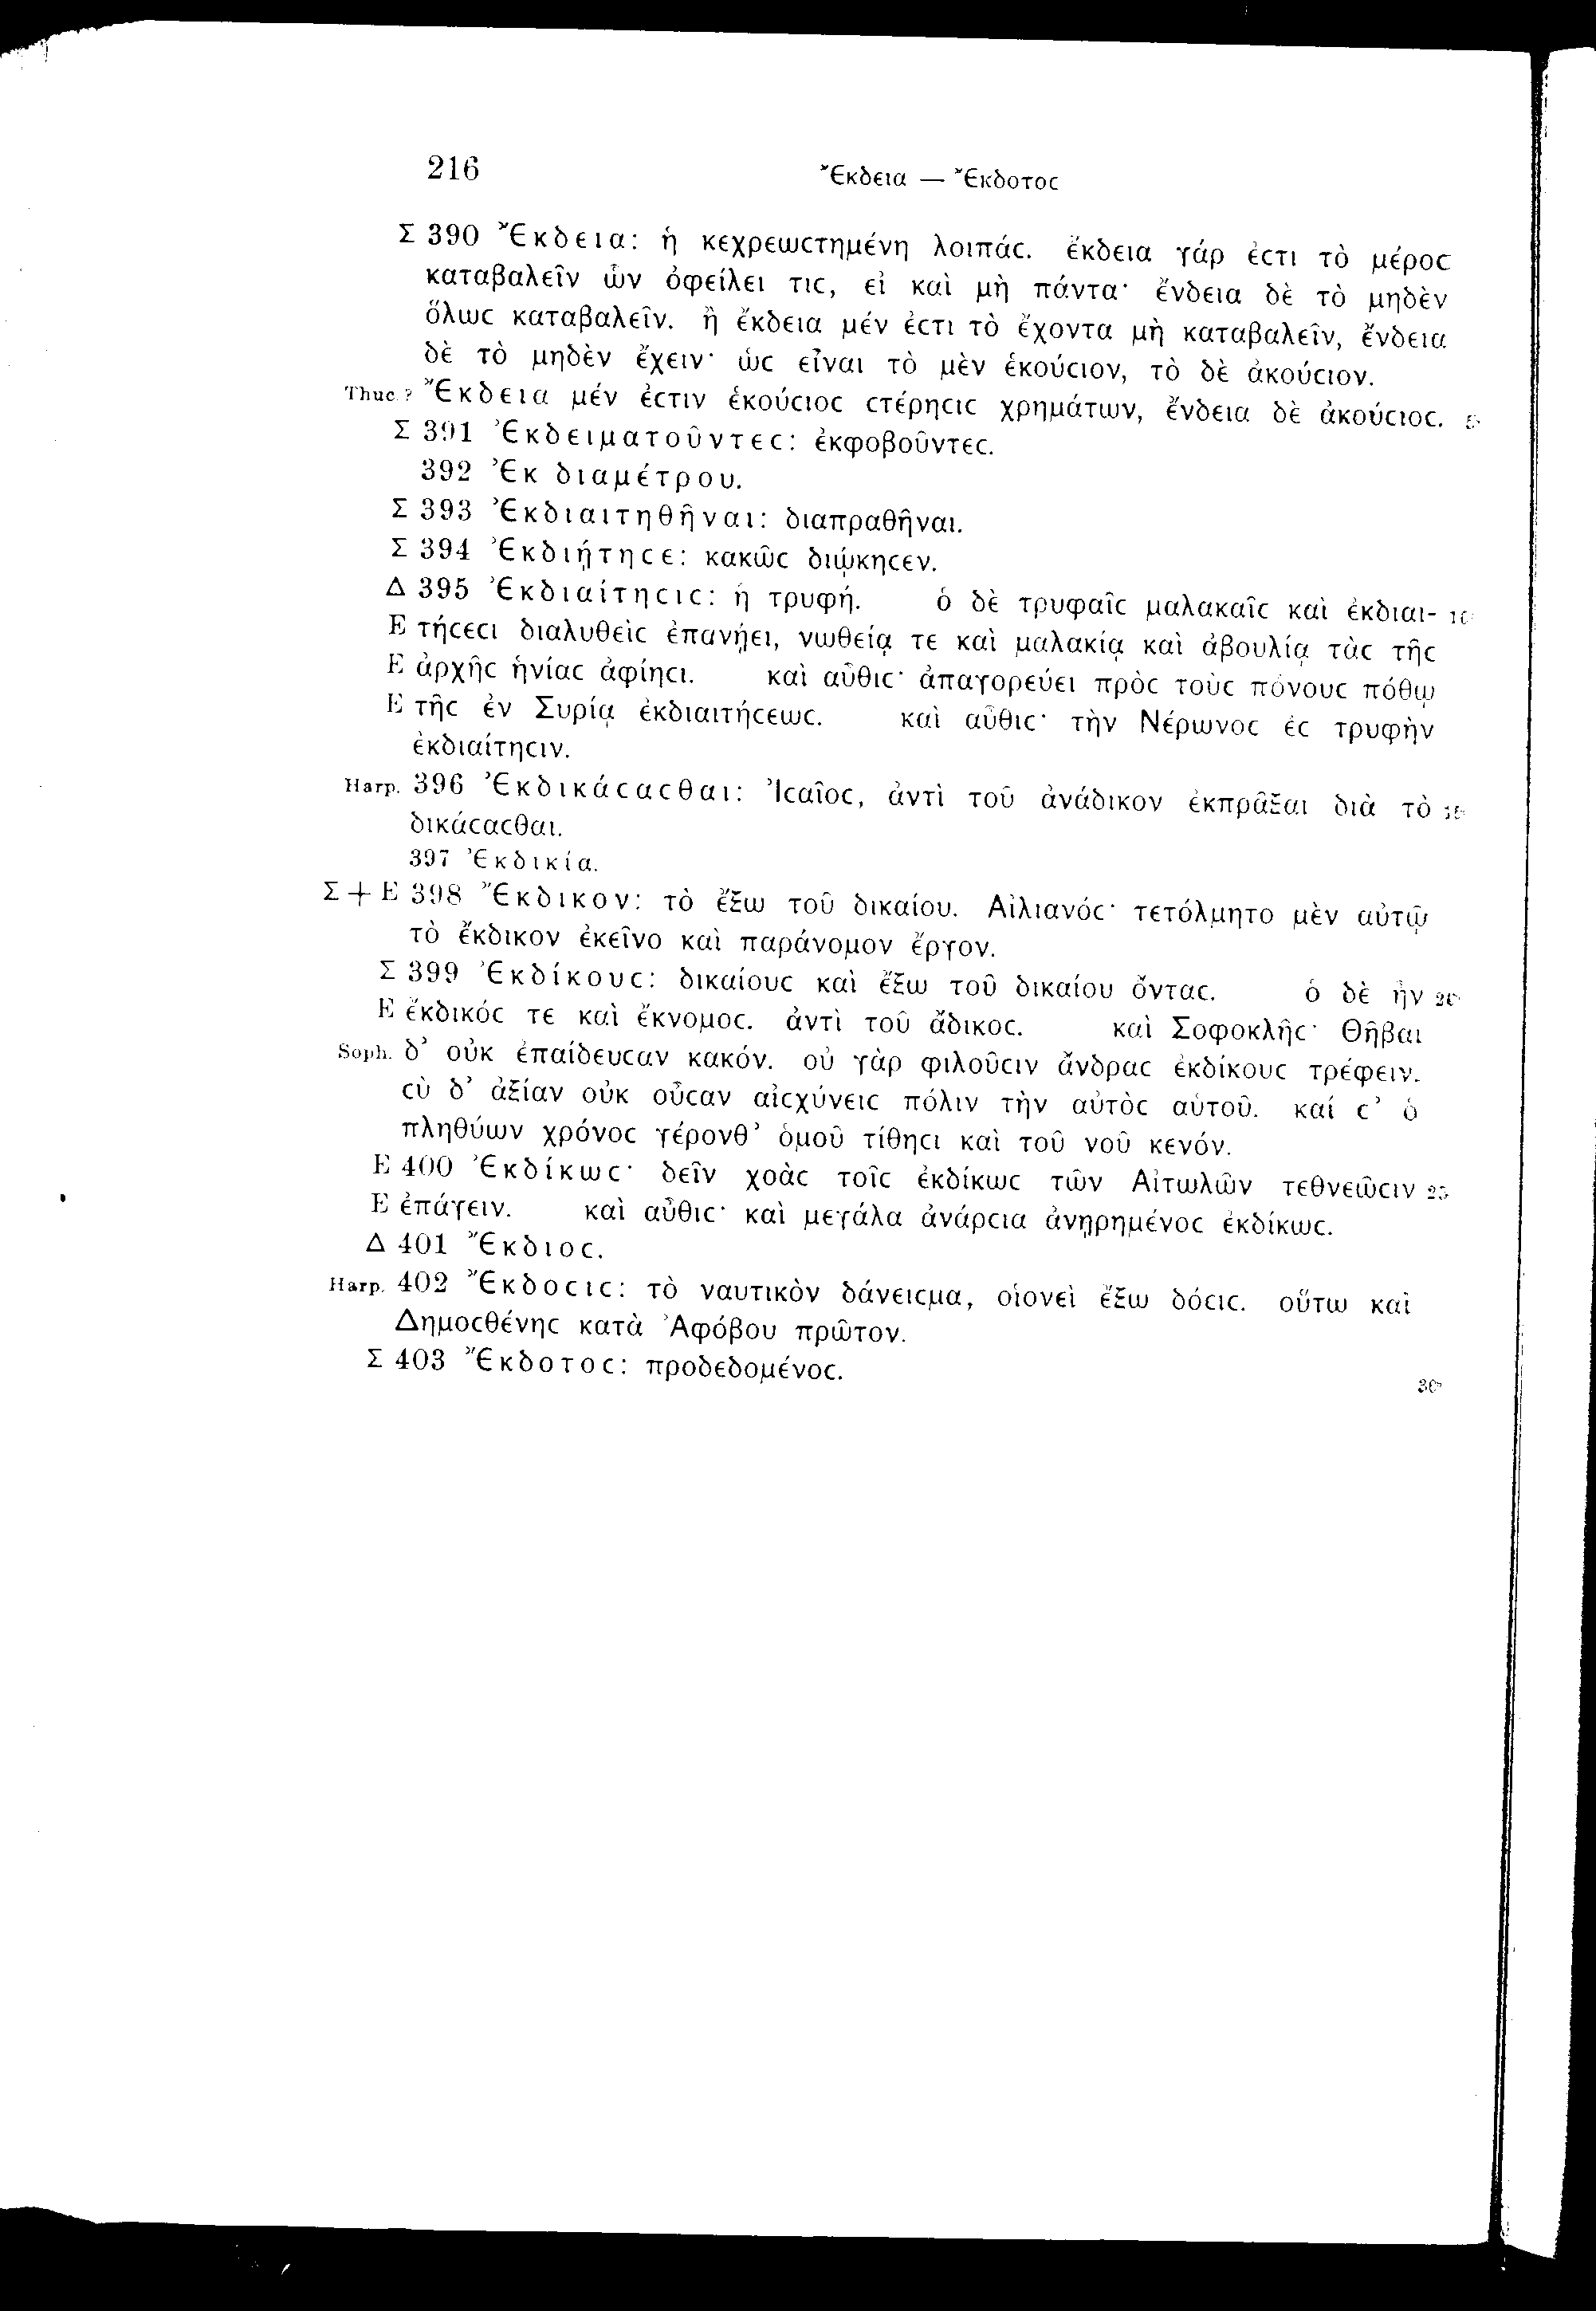 216 Ἔκδεια — Ἔκδοτοϲ
Σ 390 Ἔκδεια: ἡ κεχρεωϲτημένη λοιπάϲ. ἔκδεια γάρ ἐϲτι τὸ μέροϲ
καταβαλεῖν ὧν ὀφείλει τιϲ, εἰ καὶ μὴ πάντα· ἔνδεια δὲ τὸ μηδὲν
ὅλωϲ καταβαλεῖν. ἢ ἔκδεια μέν ἐϲτι τὸ ἔχοντα μὴ καταβαλεῖν, ἔνδεια
δὲ τὸ μηδὲν ἔχειν· ὡϲ εἶναι τὸ μὲν ἑκούϲιον, τὸ δὲ ἀκούϲιον.
Thuc.? Ἔκδεια μέν ἐϲτιν ἑκούϲιοϲ ϲτέρηϲιϲ χρημάτων, ἔνδεια δὲ ἀκούϲιοϲ. 5
Σ 391 Ἐκδειματοῦντεϲ: ἐκφοβοῦντεϲ.
392 Ἐκ διαμέτρου.
Σ 393 Ἐκδιαιτηθῆναι: διαπραθῆναι.
Σ 394 Ἐκδιῄτηϲε: κακῶϲ διῴκηϲεν.
Δ 395 Ἐκδιαίτηϲιϲ: ἡ τρυφή. ὁ δὲ τρυφαῖϲ μαλακαῖϲ καὶ ἐκδιαι- 10
E τήϲεϲι διαλυθεὶϲ ἐπανῄει, νωθείᾳ τε καὶ μαλακίᾳ καὶ ἀβουλίᾳ τὰϲ τῆϲ
E ἀρχῆϲ ἡνίαϲ ἀφίηϲι. καὶ αὖθιϲ· ἀπαγορεύει πρὸϲ τοὺϲ πόνουϲ πόθῳ
E τῆϲ ἐν Συρίᾳ ἐκδιαιτήϲεωϲ. καὶ αὖθιϲ· τὴν Νέρωνοϲ ἐϲ τρυφὴν
ἐκδιαίτηϲιν.
Harp. 396 Ἐκδικάϲαϲθαι: Ἰϲαῖοϲ, ἀντὶ τοῦ ἀνάδικον ἐκπρᾶξαι διὰ τὸ 15
δικάϲαϲθαι.
397 Ἐκδικία.
Σ + E 398 Ἔκδικον: τὸ ἔξω τοῦ δικαίου. Αἰλιανόϲ· τετόλμητο μὲν αὐτῷ
τὸ ἔκδικον ἐκεῖνο καὶ παράνομον ἔργον.
Σ 399 Ἐκδίκουϲ: δικαίουϲ καὶ ἔξω τοῦ δικαίου ὄνταϲ. ὁ δὲ ἦν 20
E ἔκδικόϲ τε καὶ ἔκνομοϲ. ἀντὶ τοῦ ἄδικοϲ. καὶ Σοφοκλῆϲ· Θῆβαι
Soph. δ’ οὐκ ἐπαίδευϲαν κακόν. οὐ γὰρ φιλοῦϲιν ἄνδραϲ ἐκδίκουϲ τρέφειν.
ϲὺ δ’ ἀξίαν οὐκ οὖϲαν αἰϲχύνειϲ πόλιν τὴν αὐτὸϲ αὑτοῦ. καί ϲ’ ὁ
πληθύων χρόνοϲ γέρονθ’ ὁμοῦ τίθηϲι καὶ τοῦ νοῦ κενόν.
E 400 Ἐκδίκωϲ· δεῖν χοὰϲ τοῖϲ ἐκδίκωϲ τῶν Αἰτωλῶν τεθνεῶϲιν 25
E ἐπάγειν. καὶ αὖθιϲ· καὶ μεγάλα ἀνάρϲια ἀνῃρημένοϲ ἐκδίκωϲ.
Δ 401 Ἔκδιοϲ.
Harp. 402 Ἔκδοϲιϲ: τὸ ναυτικὸν δάνειϲμα, οἱονεὶ ἔξω δόϲιϲ. οὕτω καὶ
Δημοϲθένηϲ κατὰ Ἀφόβου πρῶτον.
Σ 403 Ἔκδοτοϲ: προδεδομένοϲ. 30